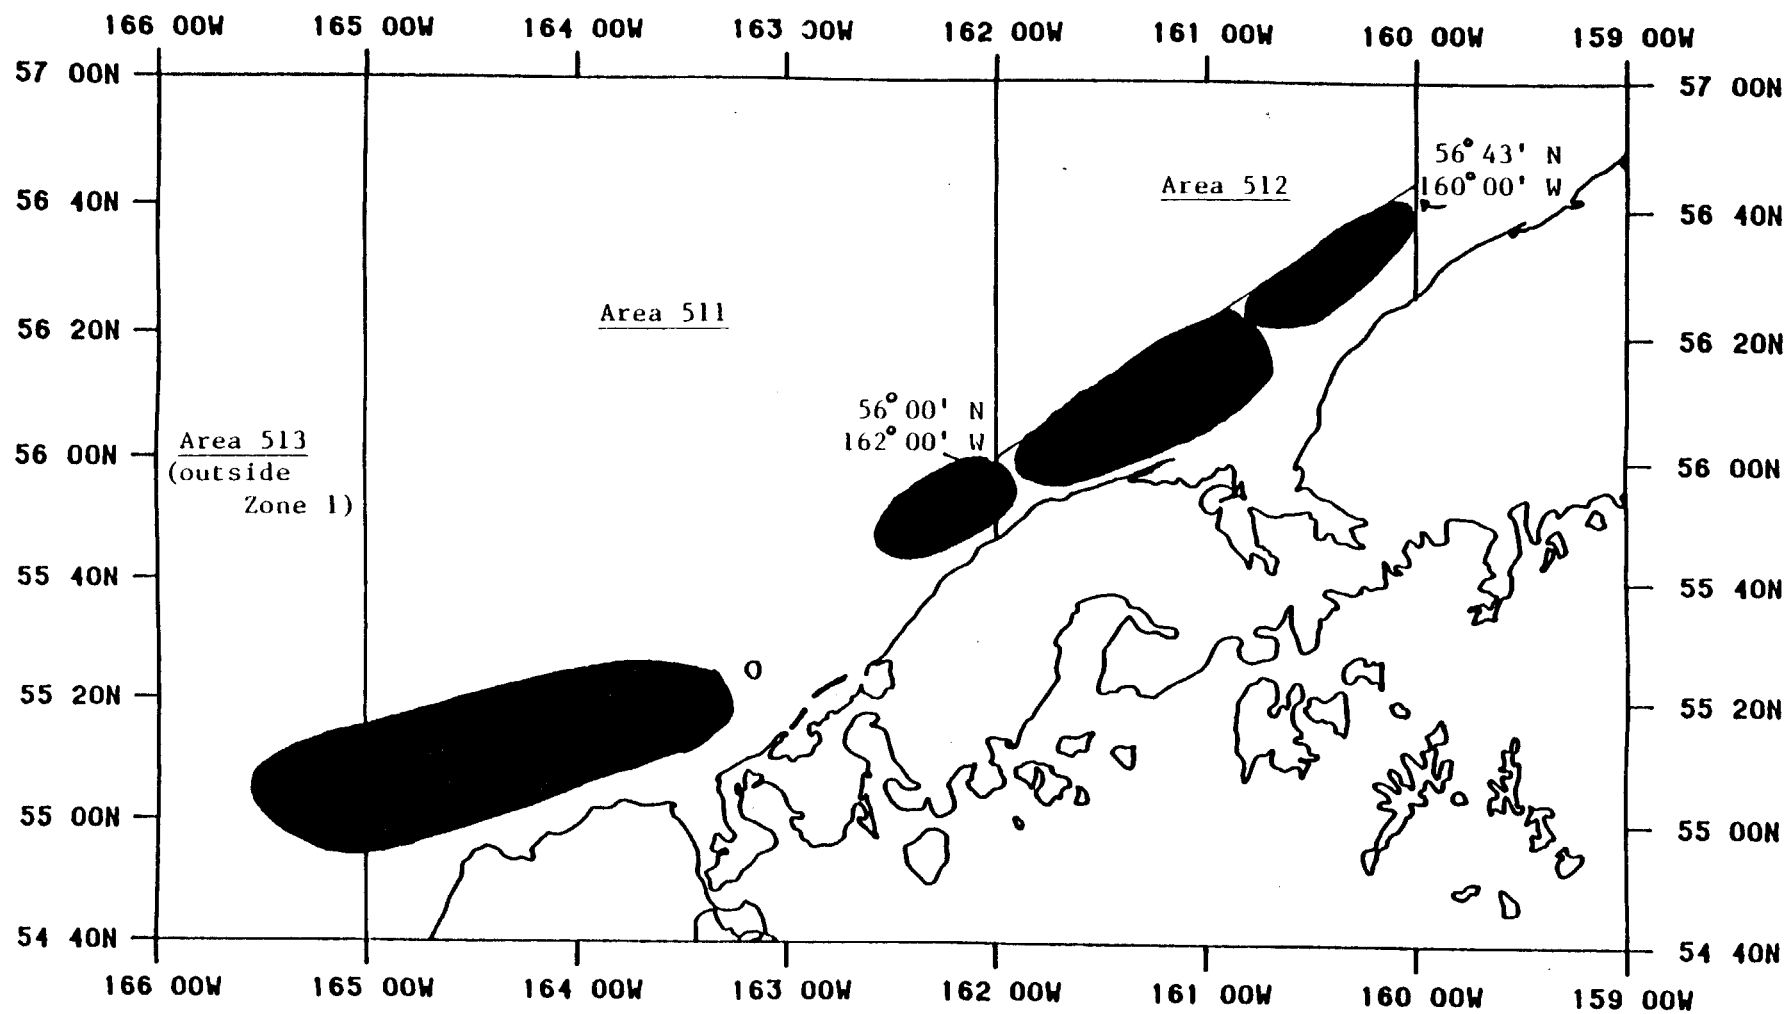 166 00W 165 00W 164 00W 163 00W 162 00W 161 00W 160 00W 159 00W
57 00N
57 00N
56° 43' N
160° 00' W
Area 512
56 40N
56 40N
Area 511
56 20N
56 20N
56° 00' N
162° 00' W
Area 513
(outside
Zone 1)
56 00N
56 00N
55 40N
55 40N
55 20N
55 20N
55 00N
55 00N
54 40N
54 40N
166 00W 165 00W 164 00W 163 00W 162 00W 161 00W 160 00W 159 00W